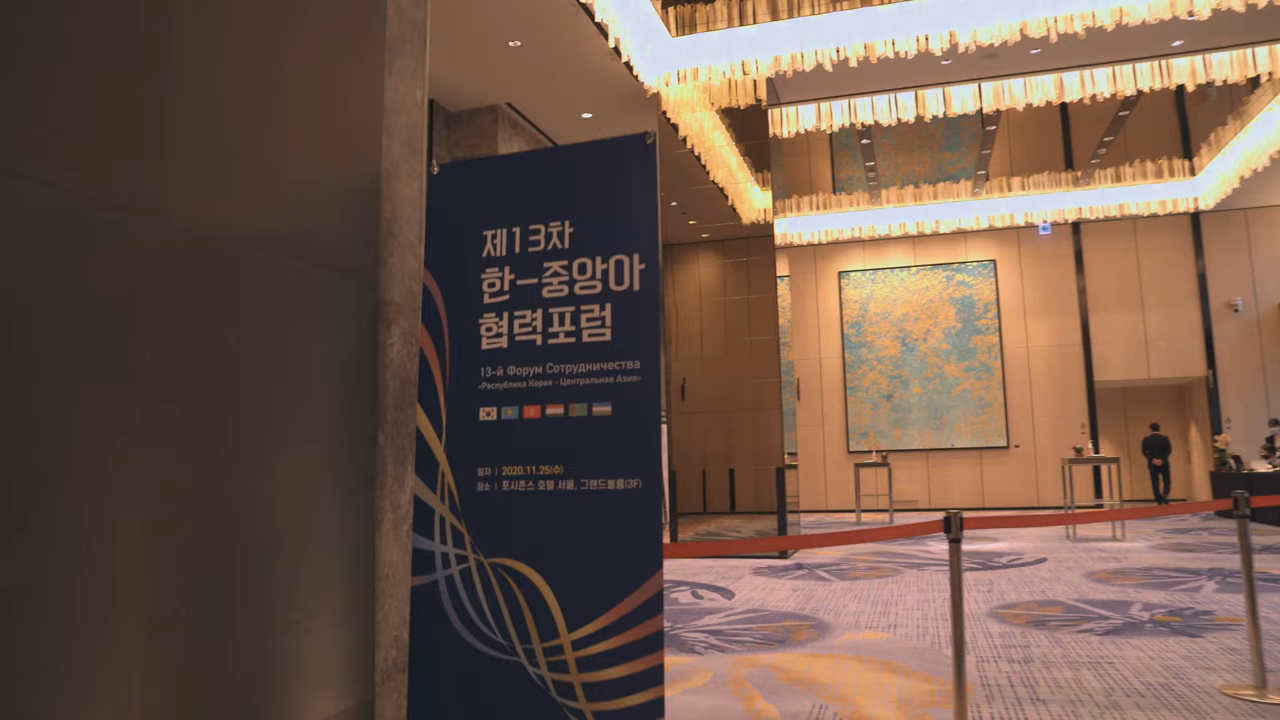 제13차
한-중앙아
협력포럼
13-й Форум Сотрудничества
«Республика Корея - Центральная Азия»
일자 | 2020.11.25(수)
장소 | 포시즌스 호텔 서울, 그랜드볼룸(3F)